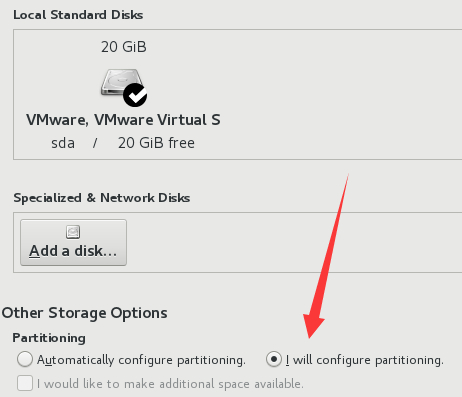 Local Standard Disks
20 GiB
VMware, VMware Virtual S
sda / 20 GiB free
Specialized & Network Disks
Add a disk...
Other Storage Options
Partitioning
Automatically configure partitioning. I will configure partitioning.
I would like to make additional space available.